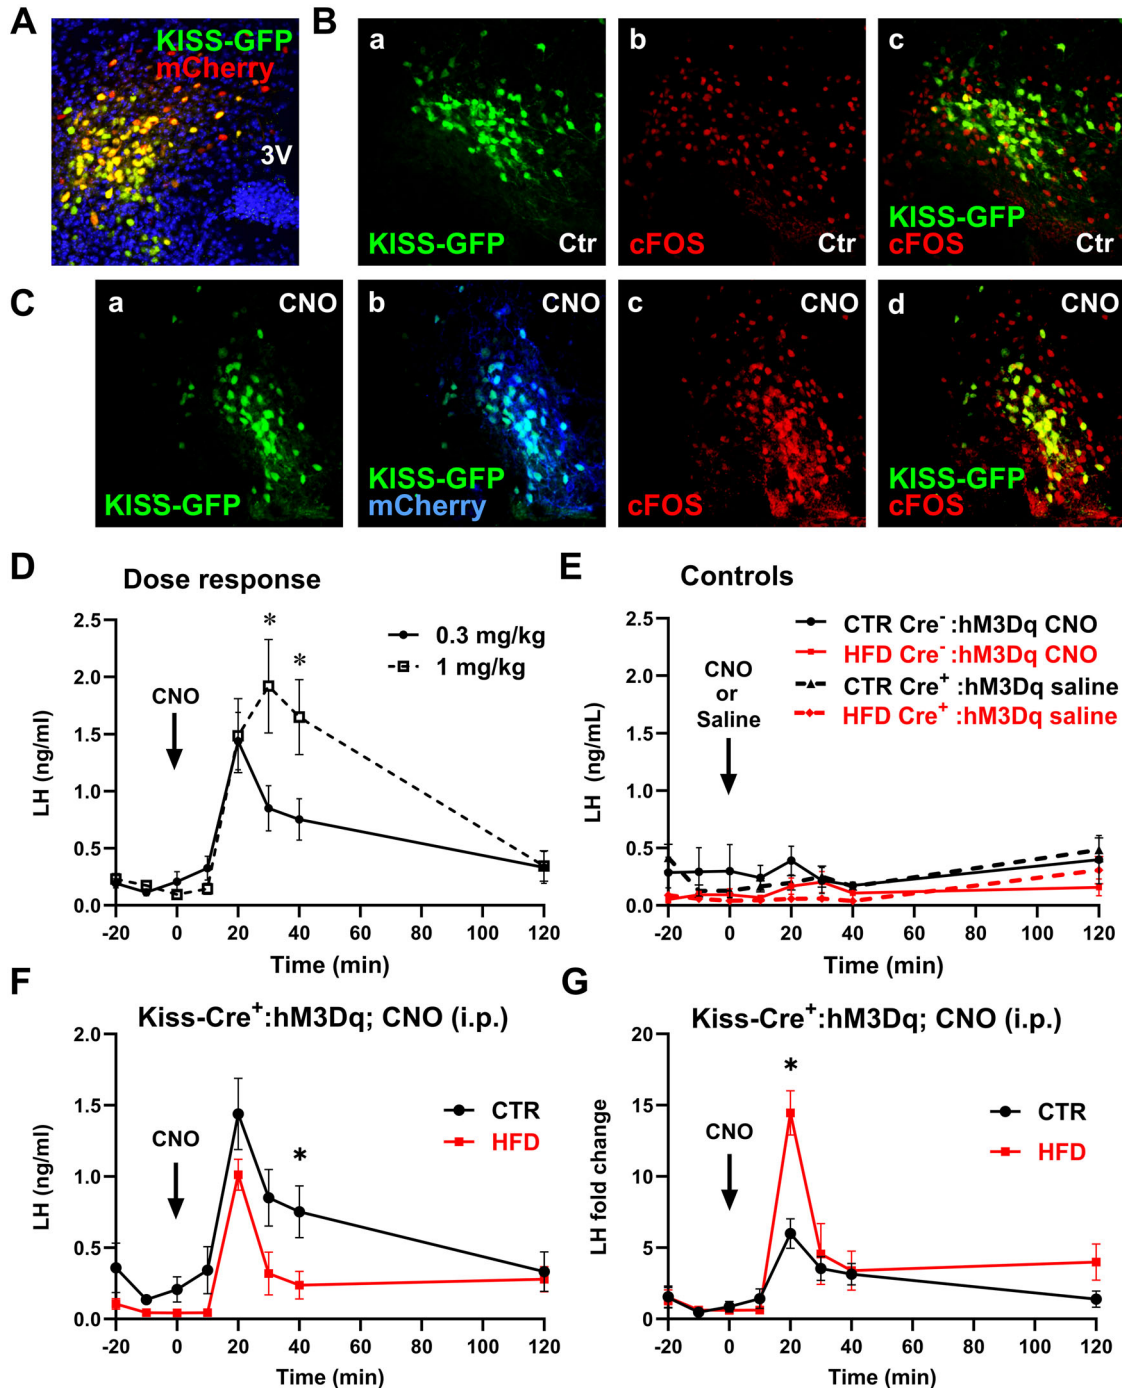 A
KISS-GFP
mCherry
3V
B
a
KISS-GFP
Ctr
b
cFOS
Ctr
c
KISS-GFP
cFOS
Ctr
C
a
CNO
KISS-GFP
b
CNO
KISS-GFP
mCherry
c
CNO
cFOS
d
CNO
KISS-GFP
cFOS
D
Dose response
2.5
2.0
1.5
1.0
0.5
0.0
LH (ng/ml)
CNO
*
*
0.3 mg/kg
1 mg/kg
-20 0 20 40 60 80 100 120
Time (min)
E
Controls
2.5
2.0
1.5
1.0
0.5
0.0
LH (ng/mL)
CNO
or
Saline
CTR Cre⁻ :hM3Dq CNO
HFD Cre⁻ :hM3Dq CNO
CTR Cre⁺ :hM3Dq saline
HFD Cre⁺ :hM3Dq saline
-20 0 20 40 60 80 100 120
Time (min)
F
Kiss-Cre⁺:hM3Dq; CNO (i.p.)
2.0
1.5
1.0
0.5
0.0
LH (ng/ml)
CNO
*
CTR
HFD
-20 0 20 40 60 80 100 120
Time (min)
G
Kiss-Cre⁺:hM3Dq; CNO (i.p.)
20
15
10
5
0
LH fold change
CNO
*
CTR
HFD
-20 0 20 40 60 80 100 120
Time (min)